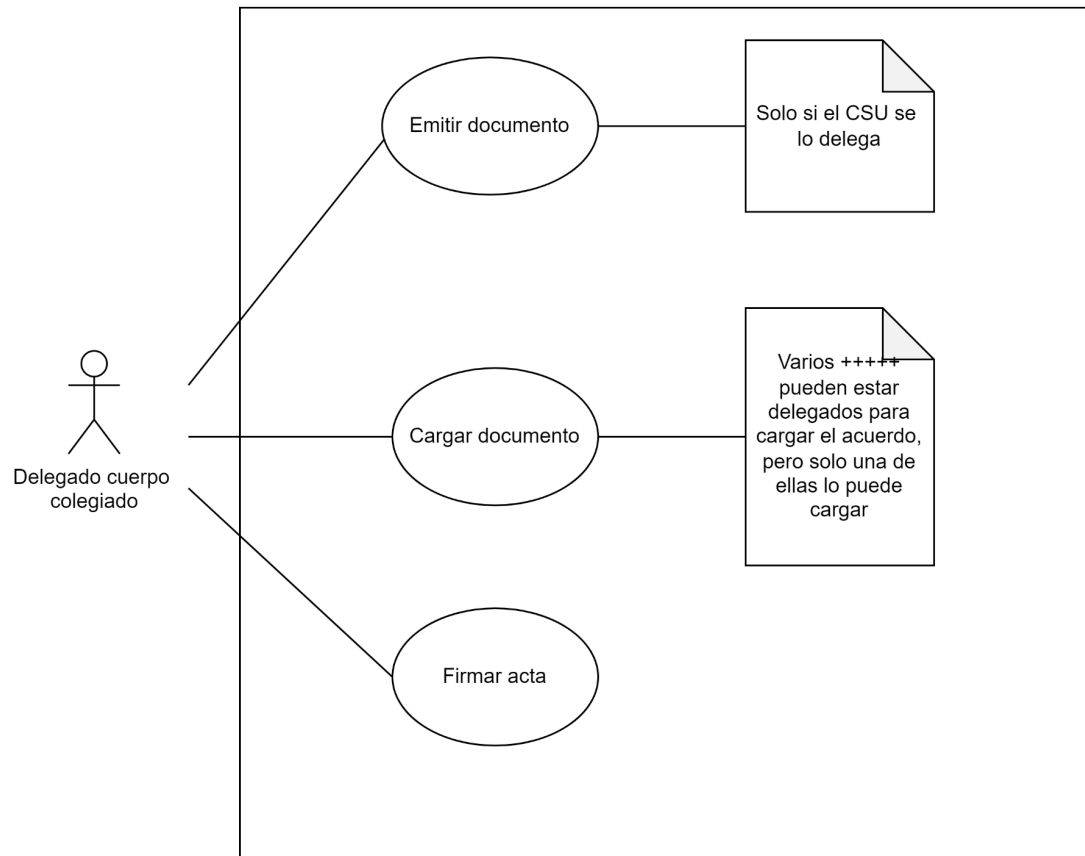 Emitir documento
Solo si el CSU se
lo delega
Delegado cuerpo
colegiado
Cargar documento
Varios +++++
pueden estar
delegados para
cargar el acuerdo,
pero solo una de
ellas lo puede
cargar
Firmar acta